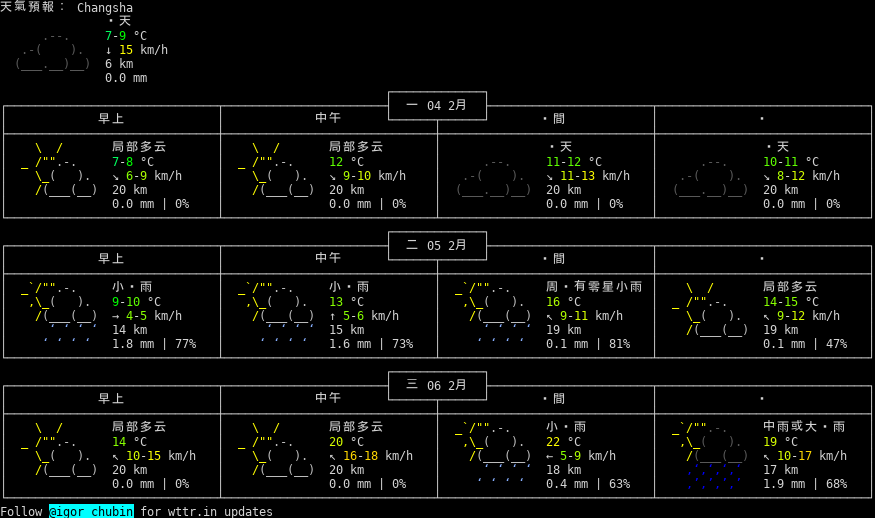 天氣預報： Changsha
・天
7-9 °C
↓ 15 km/h
6 km
0.0 mm
一 04 2月
早上 中午 ・間 ・
局部多云 局部多云 ・天 ・天
7-8 °C 12 °C 11-12 °C 10-11 °C
↘ 6-9 km/h ↘ 9-10 km/h ↘ 11-13 km/h ↘ 8-12 km/h
20 km 20 km 20 km 20 km
0.0 mm | 0% 0.0 mm | 0% 0.0 mm | 0% 0.0 mm | 0%
二 05 2月
早上 中午 ・間 ・
小・雨 小・雨 周・有零星小雨 局部多云
9-10 °C 13 °C 16 °C 14-15 °C
→ 4-5 km/h ↑ 5-6 km/h ↖ 9-11 km/h ↖ 9-12 km/h
14 km 15 km 19 km 19 km
1.8 mm | 77% 1.6 mm | 73% 0.1 mm | 81% 0.1 mm | 47%
三 06 2月
早上 中午 ・間 ・
局部多云 局部多云 小・雨 中雨或大・雨
14 °C 20 °C 22 °C 19 °C
↖ 10-15 km/h ↖ 16-18 km/h ← 5-9 km/h ↖ 10-17 km/h
20 km 20 km 18 km 17 km
0.0 mm | 0% 0.0 mm | 0% 0.4 mm | 63% 1.9 mm | 68%
Follow @igor_chubin for wttr.in updates